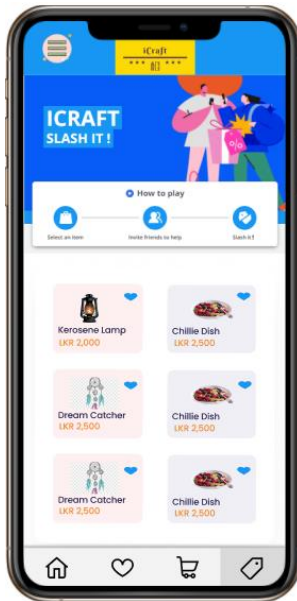 iCraft
ICRAFT
SLASH IT !
How to play
Select an item
Invite friends to help
Slash it!
Kerosene Lamp
LKR 2,000
Chillie Dish
LKR 2,500
Dream Catcher
LKR 2,500
Chillie Dish
LKR 2,500
Dream Catcher
LKR 2,500
Chillie Dish
LKR 2,500